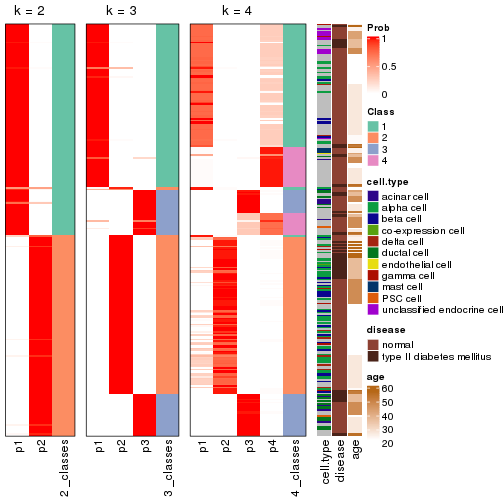 k = 2
k = 3
k = 4
p1
p2
2_classes
p1
p2
p3
3_classes
p1
p2
p3
p4
4_classes
cell.type
disease
age
Prob
1
0.5
0
Class
1
2
3
4
cell.type
acinar cell
alpha cell
beta cell
co-expression cell
delta cell
ductal cell
endothelial cell
gamma cell
mast cell
PSC cell
unclassified endocrine cell
disease
normal
type II diabetes mellitus
age
60
50
40
30
20